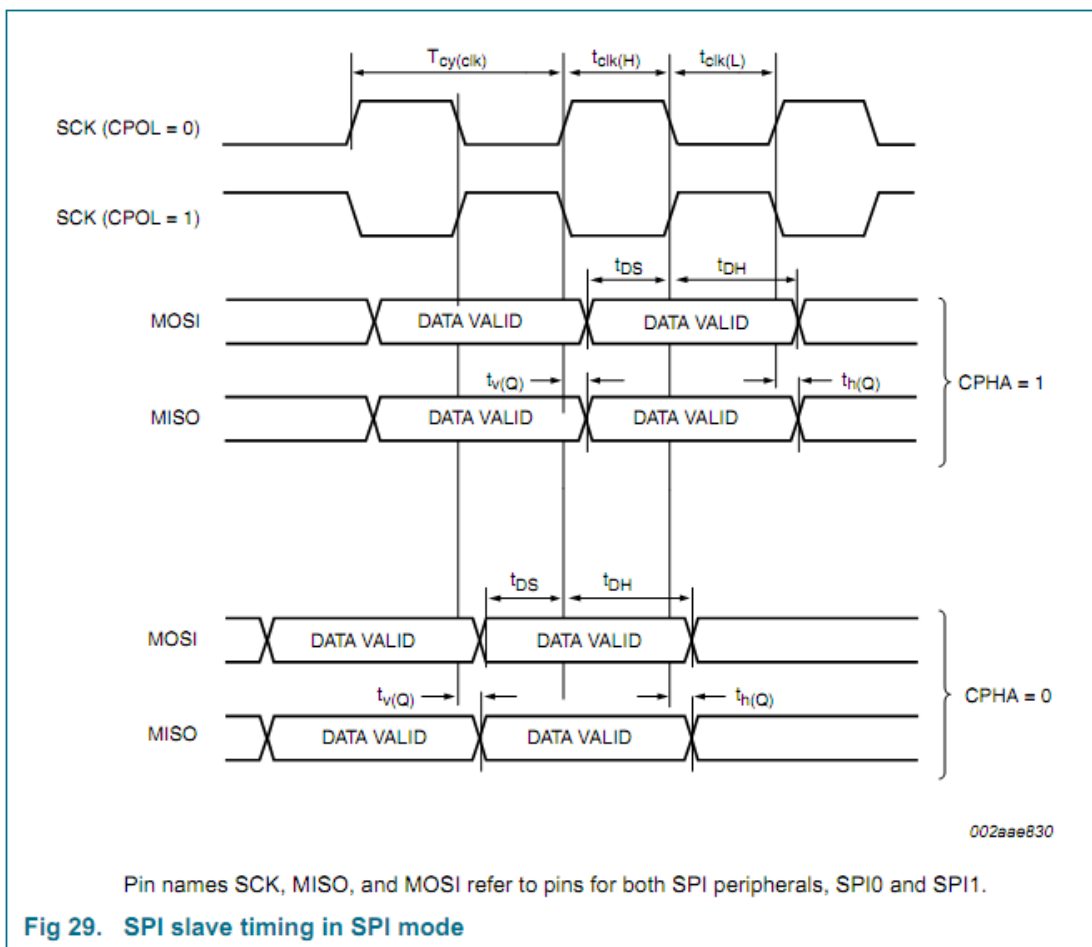 Tcy(clk) tclk(H) tclk(L)
SCK (CPOL = 0)
SCK (CPOL = 1)
tDS tDH
MOSI DATA VALID DATA VALID
tv(Q) th(Q) CPHA = 1
MISO DATA VALID DATA VALID
tDS tDH
MOSI DATA VALID DATA VALID
tv(Q) th(Q) CPHA = 0
MISO DATA VALID DATA VALID
002aae830
Pin names SCK, MISO, and MOSI refer to pins for both SPI peripherals, SPI0 and SPI1.
Fig 29. SPI slave timing in SPI mode